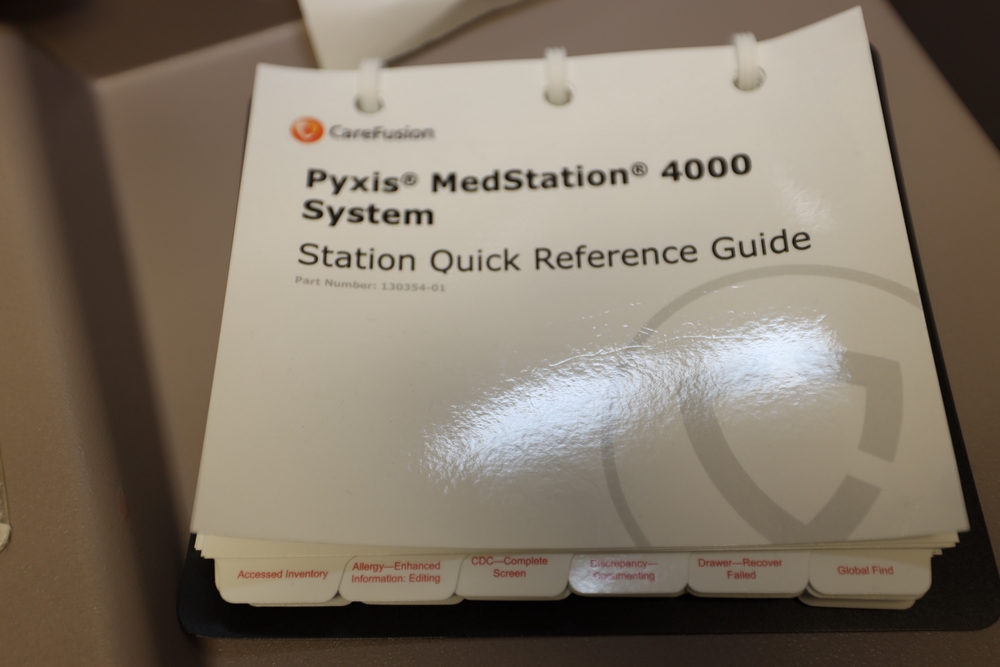 CareFusion
Pyxis® MedStation® 4000
System
Station Quick Reference Guide
Part Number: 130354-01
Accessed Inventory
Allergy—Enhanced
Information: Editing
CDC—Complete
Screen
Discrepancy—
Documenting
Drawer—Recover
Failed
Global Find